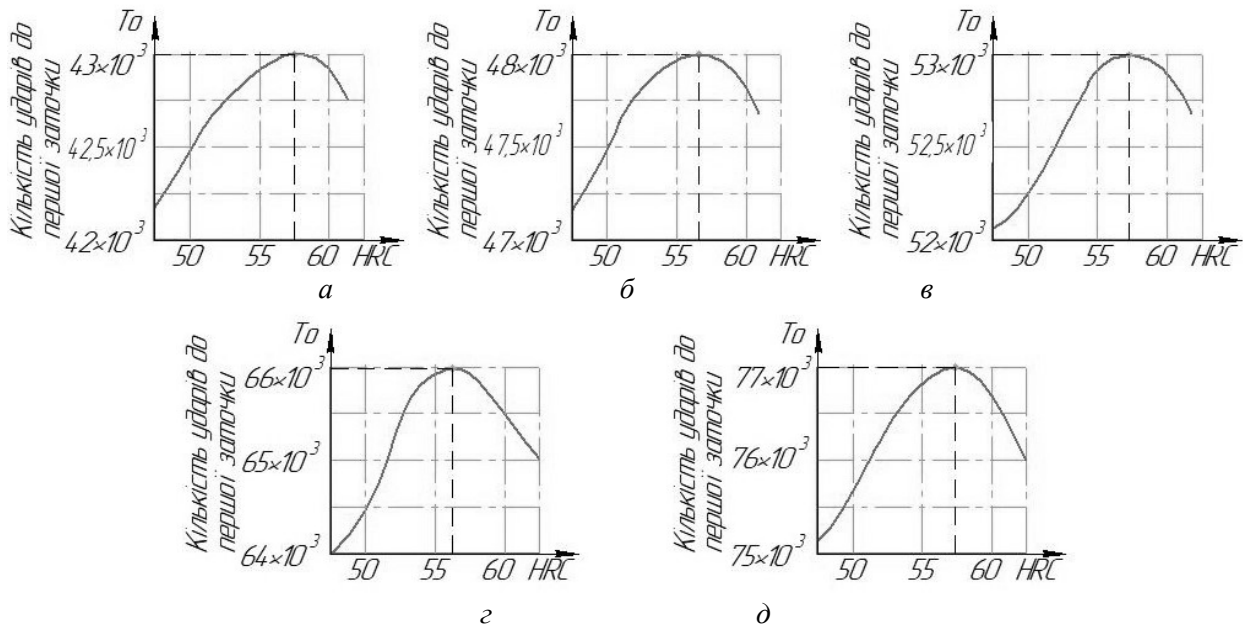 То
Кількість ударів до
першої заточки
43×10³
42,5×10³
42×10³
50 55 60 HRC
а
То
Кількість ударів до
першої заточки
48×10³
47,5×10³
47×10³
50 55 60 HRC
б
То
Кількість ударів до
першої заточки
53×10³
52,5×10³
52×10³
50 55 60 HRC
в
То
Кількість ударів до
першої заточки
66×10³
65×10³
64×10³
50 55 60 HRC
г
То
Кількість ударів до
першої заточки
77×10³
76×10³
75×10³
50 55 60 HRC
д